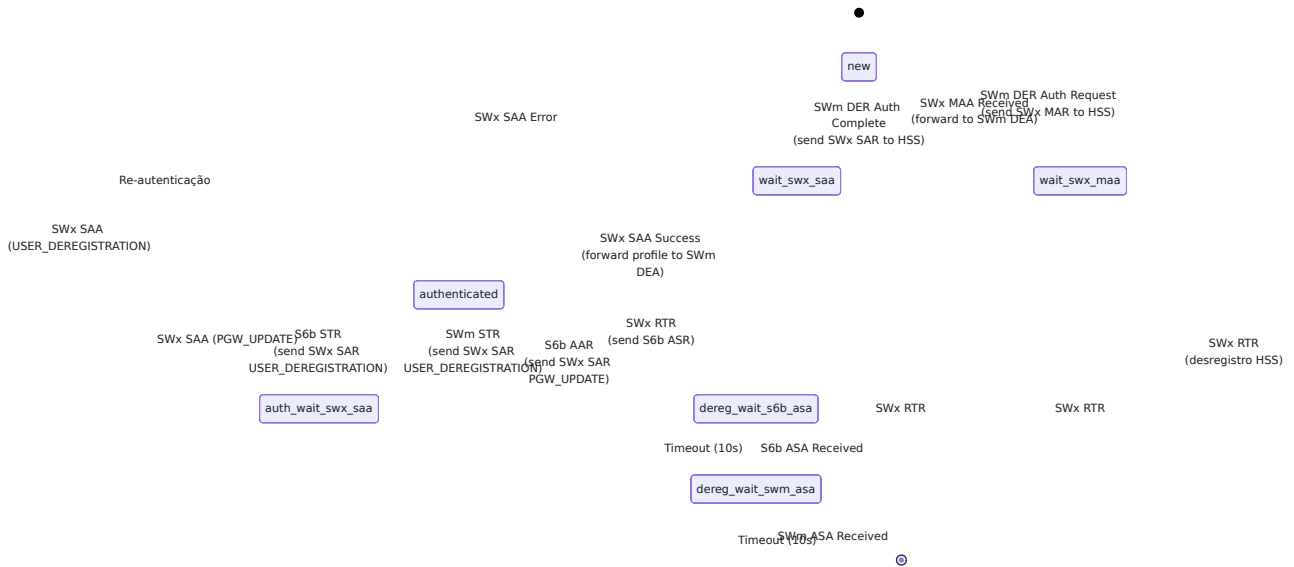 new
SWm DER Auth Request
(send SWx MAR to HSS)
SWx MAA Received
(forward to SWm DEA)
SWm DER Auth
Complete
(send SWx SAR to HSS)
SWx SAA Error
Re-autenticação
wait_swx_saa
wait_swx_maa
SWx SAA
(USER_DEREGISTRATION)
SWx SAA Success
(forward profile to SWm
DEA)
authenticated
SWx SAA (PGW_UPDATE)
S6b STR
(send SWx SAR
USER_DEREGISTRATION)
SWm STR
(send SWx SAR
USER_DEREGISTRATION)
S6b AAR
(send SWx SAR
PGW_UPDATE)
SWx RTR
(send S6b ASR)
SWx RTR
(desregistro HSS)
auth_wait_swx_saa
dereg_wait_s6b_asa
SWx RTR
SWx RTR
Timeout (10s)
S6b ASA Received
dereg_wait_swm_asa
Timeout (10s)
SWm ASA Received